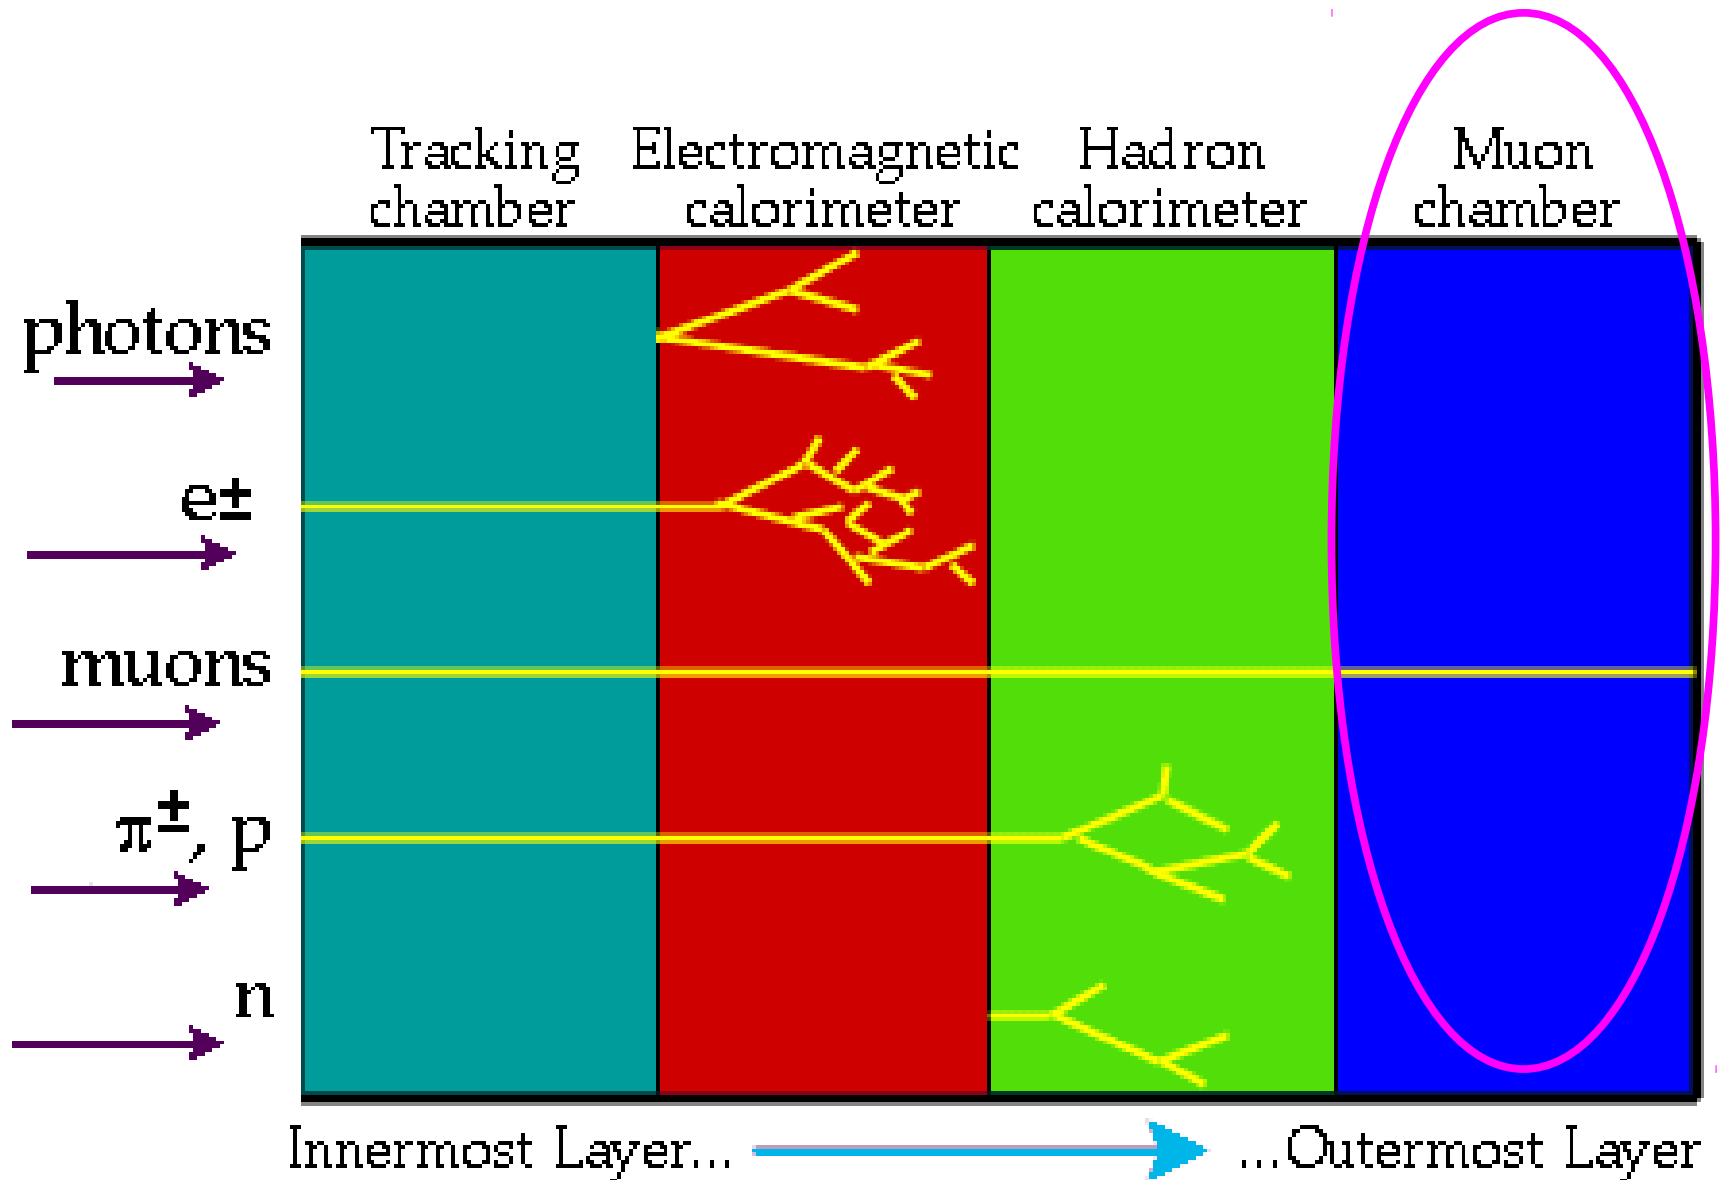 Tracking chamber
Electromagnetic calorimeter
Hadron calorimeter
Muon chamber
photons
e±
muons
π±, p
n
Innermost Layer...
...Outermost Layer